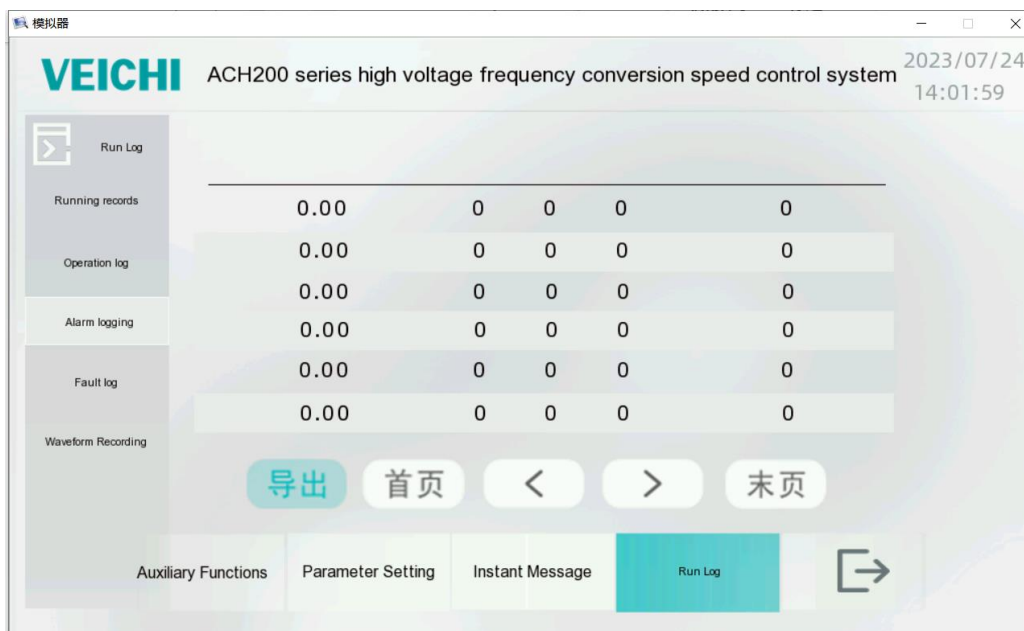 模拟器
VEICHI
ACH200 series high voltage frequency conversion speed control system
2023/07/24
14:01:59
Run Log
Running records
Operation log
Alarm logging
Fault log
Waveform Recording
0.00 0 0 0 0
0.00 0 0 0 0
0.00 0 0 0 0
0.00 0 0 0 0
0.00 0 0 0 0
0.00 0 0 0 0
导出 首页 < > 末页
Auxiliary Functions Parameter Setting Instant Message Run Log